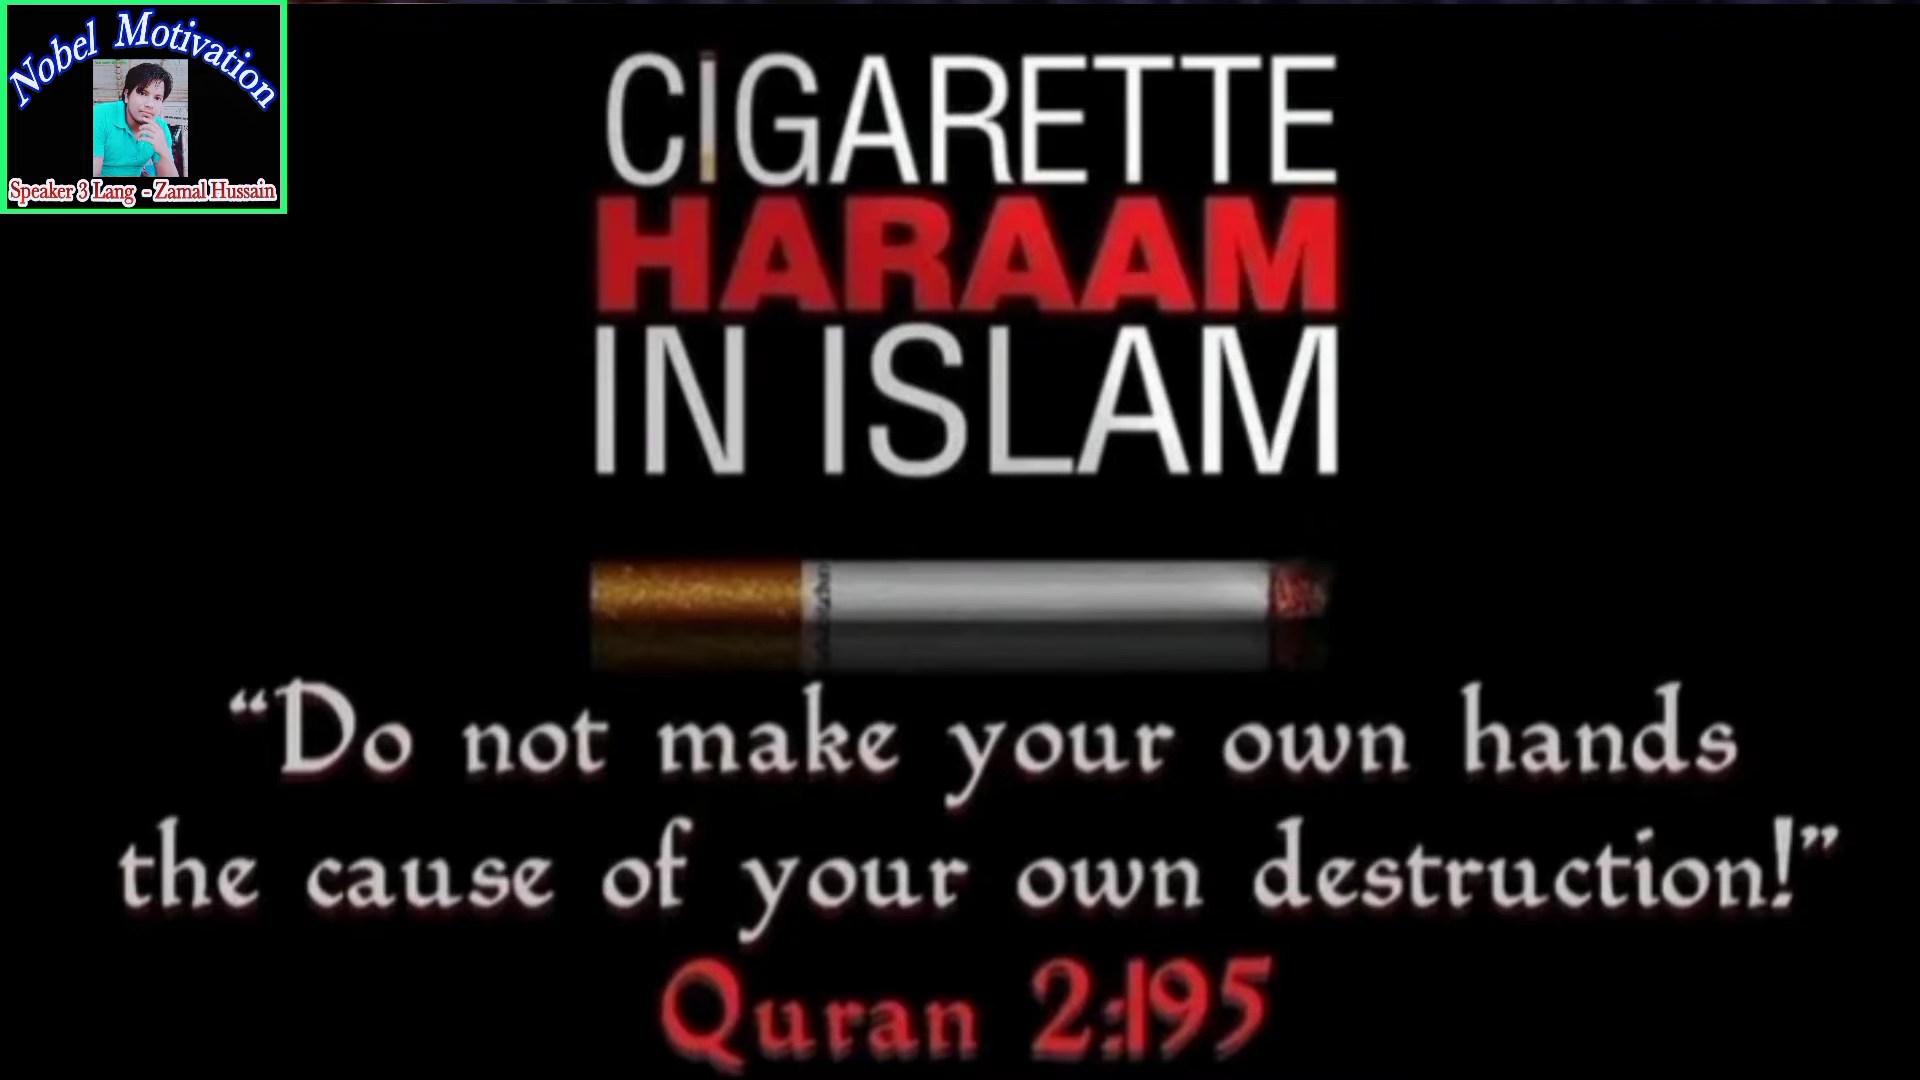 Nobel Motivation
Speaker 3 Lang - Zamal Hussain
CIGARETTE
HARAAM
IN ISLAM
“Do not make your own hands
the cause of your own destruction!”
Quran 2:195